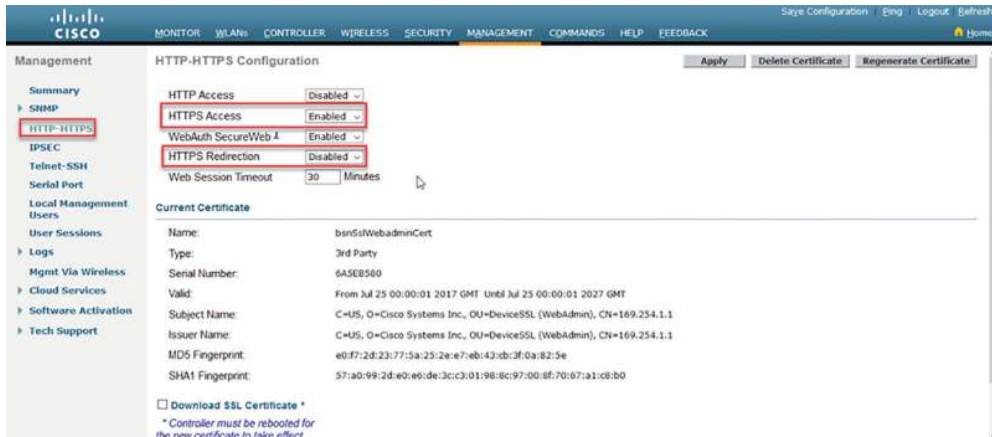 Save Configuration Ping Logout Refresh
CISCO MONITOR WLANs CONTROLLER WIRELESS SECURITY MANAGEMENT COMMANDS HELP FEEDBACK Home
Management
HTTP-HTTPS Configuration
Apply Delete Certificate Regenerate Certificate
Summary
SNMP
HTTP-HTTPS
IPSEC
Telnet-SSH
Serial Port
Local Management
Users
User Sessions
Logs
Mgmt Via Wireless
Cloud Services
Software Activation
Tech Support
HTTP Access Disabled
HTTPS Access Enabled
WebAuth SecureWeb 1 Enabled
HTTPS Redirection Disabled
Web Session Timeout 30 Minutes
Current Certificate
Name: bsnSslWebadminCert
Type: 3rd Party
Serial Number: 6A5EB580
Valid: From Jul 25 00:00:01 2017 GMT Until Jul 25 00:00:01 2027 GMT
Subject Name: C=US, O=Cisco Systems Inc., OU=DeviceSSL (WebAdmin), CN=169.254.1.1
Issuer Name: C=US, O=Cisco Systems Inc., OU=DeviceSSL (WebAdmin), CN=169.254.1.1
MD5 Fingerprint: e0:f7:2d:23:77:5a:25:2e:e7:eb:43:cb:3f:0a:82:5e
SHA1 Fingerprint: 57:a0:99:2d:e0:e6:de:3c:c3:01:98:8c:97:00:8f:70:67:a1:c8:b0
Download SSL Certificate *
* Controller must be rebooted for
the new certificate to take effect